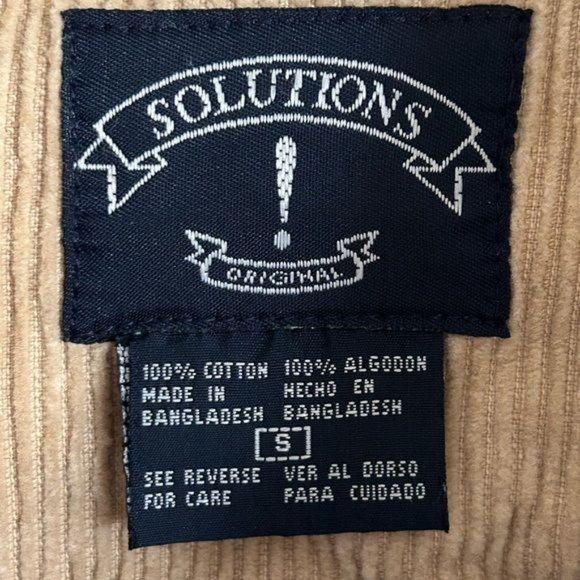 SOLUTIONS
!
ORIGINAL
100% COTTON 100% ALGODON
MADE IN HECHO EN
BANGLADESH BANGLADESH
S
SEE REVERSE VER AL DORSO
FOR CARE PARA CUIDADO